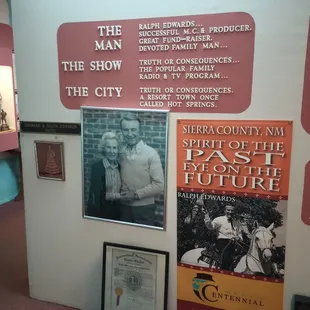 THE MAN
RALPH EDWARDS...
SUCCESSFUL M.C. & PRODUCER.
GREAT FUND-RAISER.
DEVOTED FAMILY MAN...
THE SHOW
TRUTH OR CONSEQUENCES...
THE POPULAR FAMILY
RADIO & TV PROGRAM...
THE CITY
TRUTH OR CONSEQUENCES.
A RESORT TOWN ONCE
CALLED HOT SPRINGS.
SIERRA COUNTY, NM
SPIRIT OF THE
PAST
EYE ON THE
FUTURE
RALPH EDWARDS
CENTENNIAL